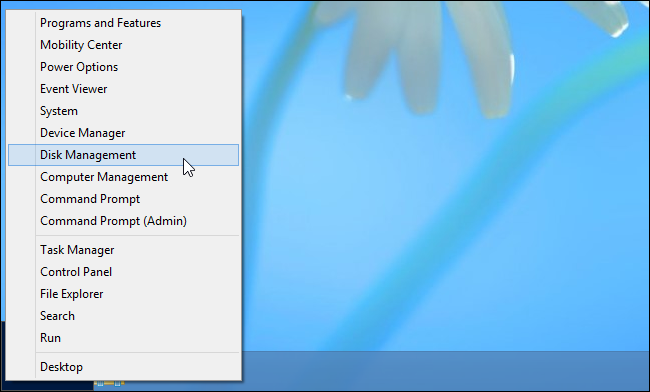 Programs and Features
Mobility Center
Power Options
Event Viewer
System
Device Manager
Disk Management
Computer Management
Command Prompt
Command Prompt (Admin)
Task Manager
Control Panel
File Explorer
Search
Run
Desktop